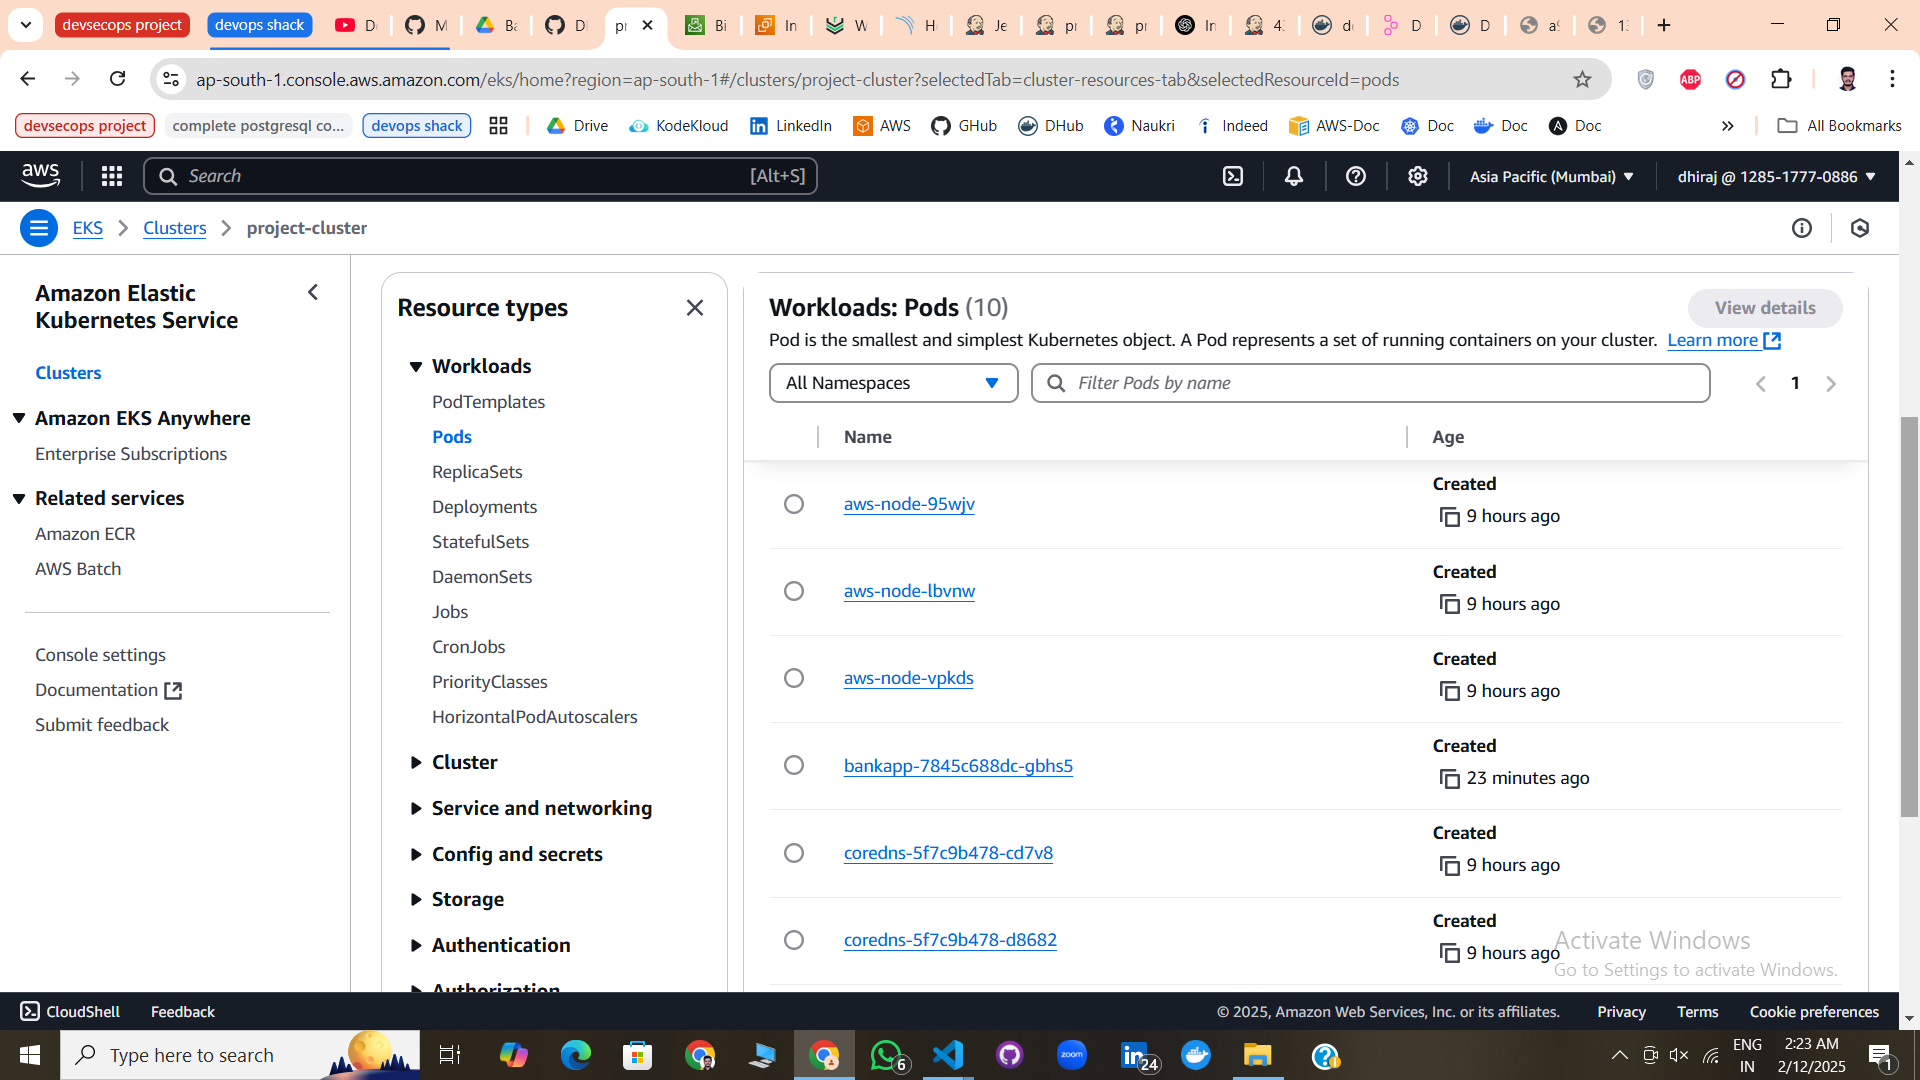 devsecops project
devops shack
ap-south-1.console.aws.amazon.com/eks/home?region=ap-south-1#/clusters/project-cluster?selectedTab=cluster-resources-tab&selectedResourceId=pods
devsecops project
complete postgresql co...
devops shack
Drive
KodeKloud
LinkedIn
AWS
GHub
DHub
Naukri
Indeed
AWS-Doc
Doc
Doc
Doc
All Bookmarks
aws
Search
[Alt+S]
Asia Pacific (Mumbai)
dhiraj @ 1285-1777-0886
EKS
Clusters
project-cluster
Amazon Elastic
Kubernetes Service
Clusters
Amazon EKS Anywhere
Enterprise Subscriptions
Related services
Amazon ECR
AWS Batch
Console settings
Documentation
Submit feedback
Resource types
Workloads
PodTemplates
Pods
ReplicaSets
Deployments
StatefulSets
DaemonSets
Jobs
CronJobs
PriorityClasses
HorizontalPodAutoscalers
Cluster
Service and networking
Config and secrets
Storage
Authentication
Authorization
Workloads: Pods (10)
View details
Pod is the smallest and simplest Kubernetes object. A Pod represents a set of running containers on your cluster. Learn more
All Namespaces
Filter Pods by name
1
Name
Age
aws-node-95wjv
Created
9 hours ago
aws-node-lbvnw
Created
9 hours ago
aws-node-vpkds
Created
9 hours ago
bankapp-7845c688dc-gbhs5
Created
23 minutes ago
coredns-5f7c9b478-cd7v8
Created
9 hours ago
coredns-5f7c9b478-d8682
Created
9 hours ago
Activate Windows
Go to Settings to activate Windows.
CloudShell
Feedback
© 2025, Amazon Web Services, Inc. or its affiliates.
Privacy
Terms
Cookie preferences
Type here to search
6
zoom
24
ENG
IN
2:23 AM
2/12/2025
1